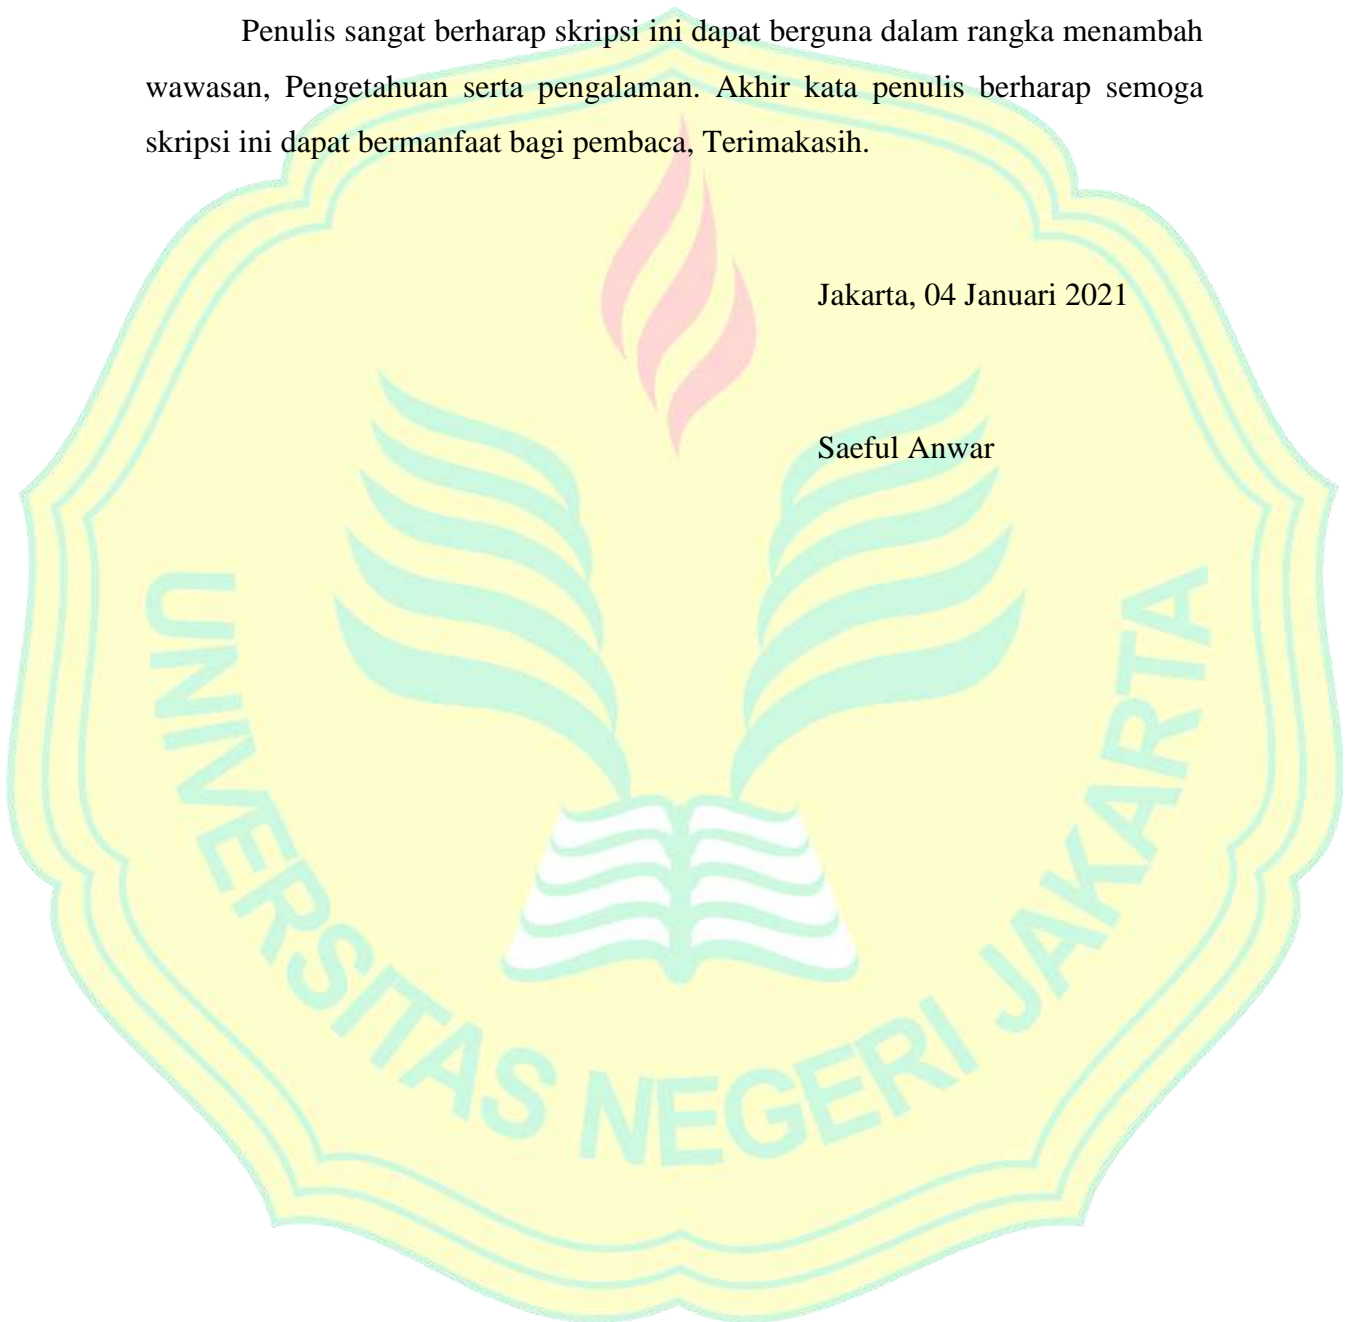 Penulis sangat berharap skripsi ini dapat berguna dalam rangka menambah
wawasan, Pengetahuan serta pengalaman. Akhir kata penulis berharap semoga
skripsi ini dapat bermanfaat bagi pembaca, Terimakasih.
Jakarta, 04 Januari 2021
Saeful Anwar
UNIVERSITAS NEGERI JAKARTA